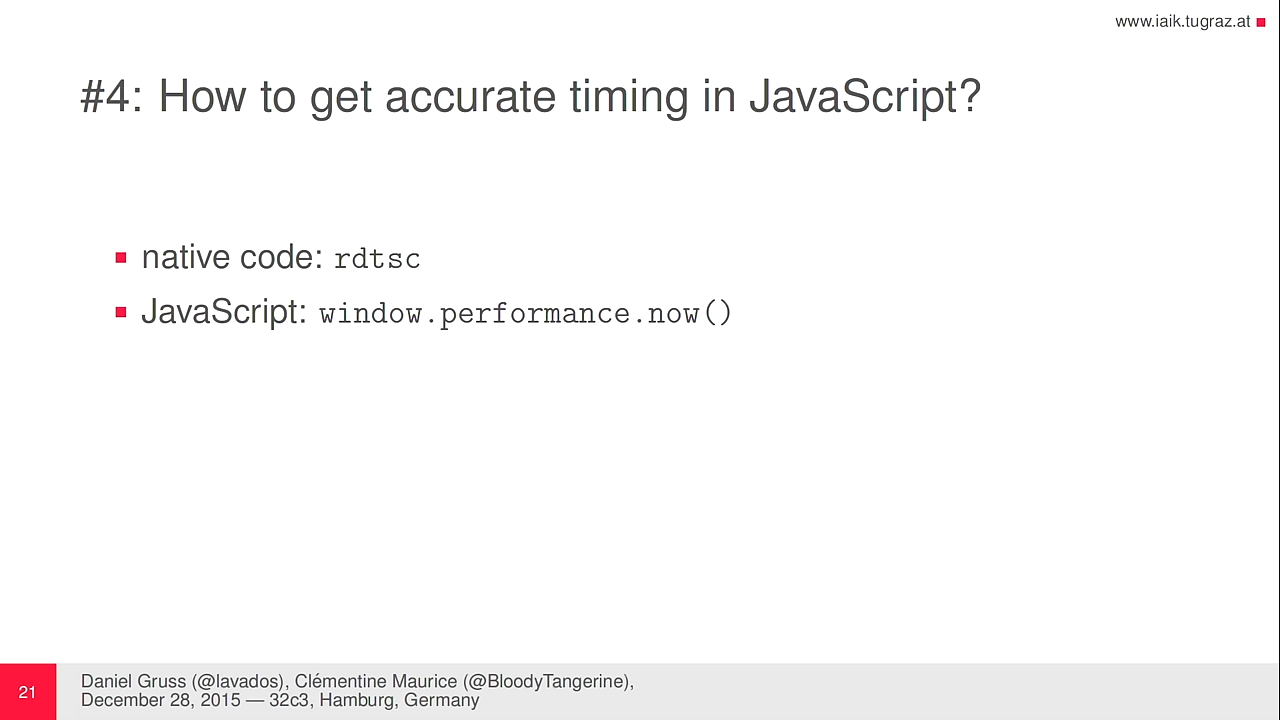 www.iaik.tugraz.at
#4: How to get accurate timing in JavaScript?
native code: rdtsc
JavaScript: window.performance.now()
21
Daniel Gruss (@lavados), Clémentine Maurice (@BloodyTangerine),
December 28, 2015 — 32c3, Hamburg, Germany